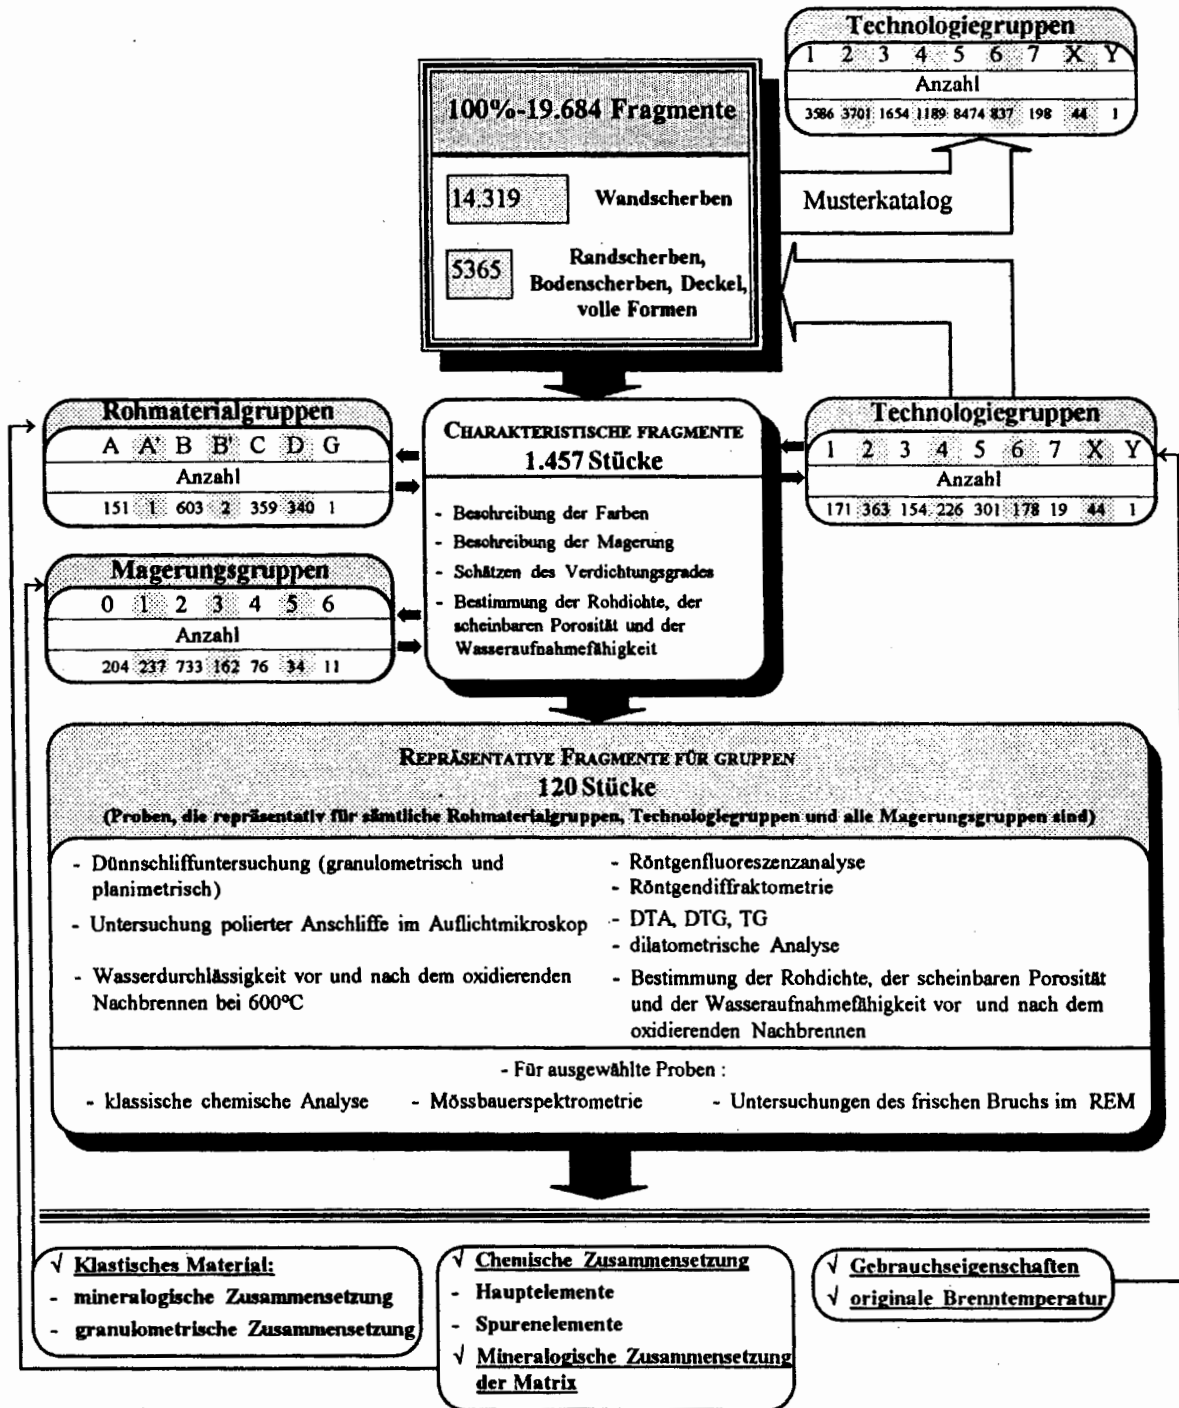 Technologiegruppen
1 2 3 4 5 6 7 X Y
Anzahl
3586 3701 1654 1189 8474 837 198 44 1
100%-19.684 Fragmente
14.319 Wandscherben
5365 Randscherben,
Bodenscherben, Deckel,
volle Formen
Musterkatalog
Rohmaterialgruppen
A A' B B' C D G
Anzahl
151 1 603 2 359 340 1
Magerungsgruppen
0 1 2 3 4 5 6
Anzahl
204 237 733 162 76 34 11
CHARAKTERISTISCHE FRAGMENTE
1.457 Stücke
- Beschreibung der Farben
- Beschreibung der Magerung
- Schätzen des Verdichtungsgrades
- Bestimmung der Rohdichte, der
scheinbaren Porosität und der
Wasseraufnahmefähigkeit
Technologiegruppen
1 2 3 4 5 6 7 X Y
Anzahl
171 363 154 226 301 178 19 44 1
REPRÄSENTATIVE FRAGMENTE FÜR GRUPPEN
120 Stücke
(Proben, die repräsentativ für sämtliche Rohmaterialgruppen, Technologiegruppen und alle Magerungsgruppen sind)
- Dünnschliffuntersuchung (granulometrisch und
planimetrisch)
- Untersuchung polierter Anschliffe im Auflichtmikroskop
- Wasserdurchlässigkeit vor und nach dem oxidierenden
Nachbrennen bei 600°C
- Röntgenfluoreszenzanalyse
- Röntgendiffraktometrie
- DTA, DTG, TG
- dilatometrische Analyse
- Bestimmung der Rohdichte, der scheinbaren Porosität
und der Wasseraufnahmefähigkeit vor und nach dem
oxidierenden Nachbrennen
- Für ausgewählte Proben :
- klassische chemische Analyse - Mössbauerspektrometrie - Untersuchungen des frischen Bruchs im REM
√ Klastisches Material:
- mineralogische Zusammensetzung
- granulometrische Zusammensetzung
√ Chemische Zusammensetzung
- Hauptelemente
- Spurenelemente
√ Mineralogische Zusammensetzung
der Matrix
√ Gebrauchseigenschaften
√ originale Brenntemperatur